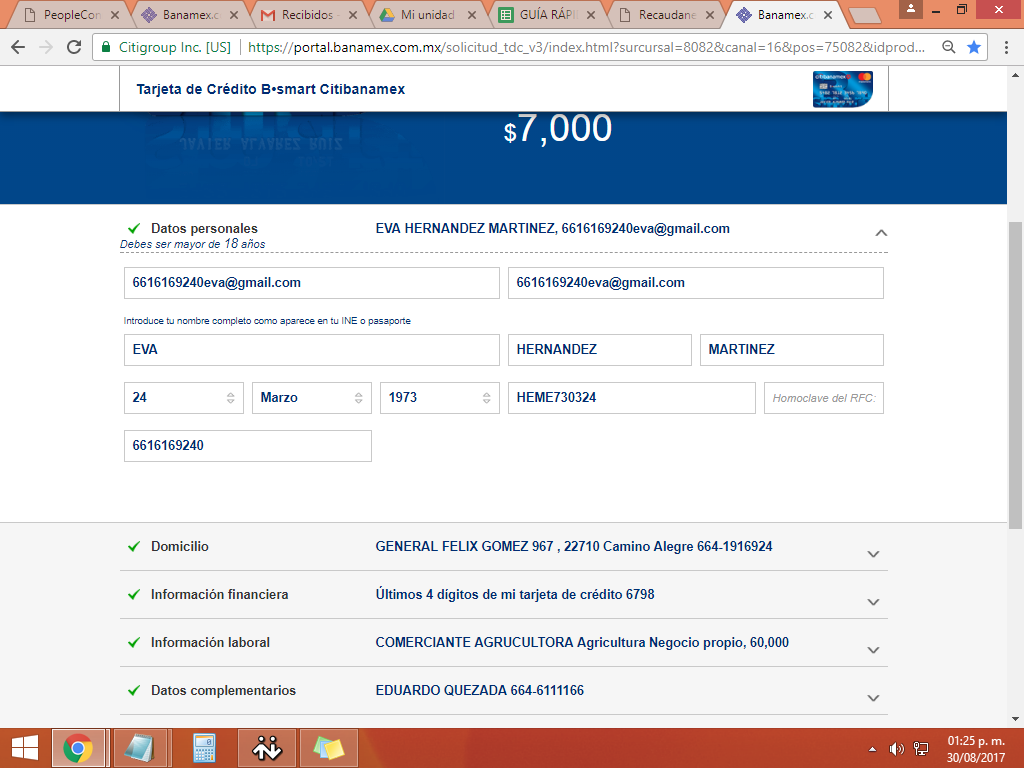 PeopleCon
Banamex.c
Recibidos -
Mi unidad
GUÍA RÁPI
Recaudane
Banamex.c
Citigroup Inc. [US] https://portal.banamex.com.mx/solicitud_tdc_v3/index.html?surcursal=8082&canal=16&pos=75082&idprod...
Tarjeta de Crédito B•smart Citibanamex
citibanamex
JAVIER ALVAREZ RUIZ
$7,000
Datos personales EVA HERNANDEZ MARTINEZ, 6616169240eva@gmail.com
Debes ser mayor de 18 años
6616169240eva@gmail.com 6616169240eva@gmail.com
Introduce tu nombre completo como aparece en tu INE o pasaporte
EVA HERNANDEZ MARTINEZ
24 Marzo 1973 HEME730324 Homoclave del RFC:
6616169240
Domicilio GENERAL FELIX GOMEZ 967 , 22710 Camino Alegre 664-1916924
Información financiera Últimos 4 dígitos de mi tarjeta de crédito 6798
Información laboral COMERCIANTE AGRUCULTORA Agricultura Negocio propio, 60,000
Datos complementarios EDUARDO QUEZADA 664-6111166
01:25 p. m.
30/08/2017